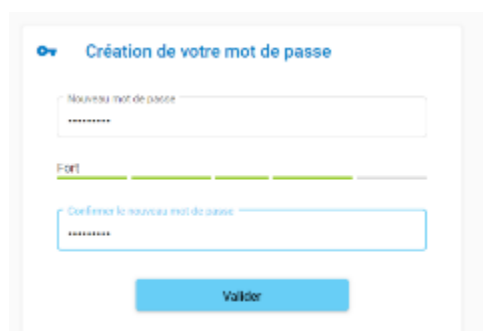 Création de votre mot de passe
Nouveau mot de passe
•••••••••
Fort
Confirmer le nouveau mot de passe
•••••••••
Valider